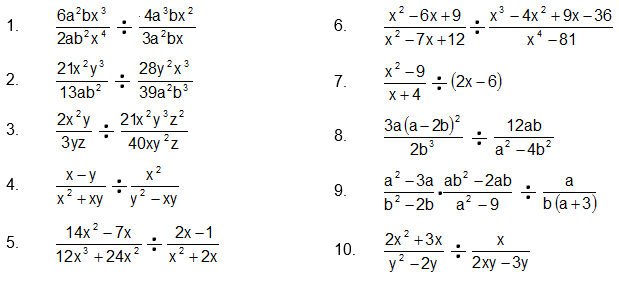 1. 6a²bx³/2ab²x⁴ ÷ 4a³bx²/3a²bx
2. 21x²y³/13ab² ÷ 28y²x³/39a²b³
3. 2x²y/3yz ÷ 21x²y³z²/40xy²z
4. x – y/x² + xy ÷ x²/y² – xy
5. 14x² – 7x/12x³ + 24x² ÷ 2x – 1/x² + 2x
6. x² – 6x + 9/x² – 7x + 12 ÷ x³ – 4x² + 9x – 36/x⁴ – 81
7. x² – 9/x + 4 ÷ (2x – 6)
8. 3a(a – 2b)²/2b³ ÷ 12ab/a² – 4b²
9. a² – 3a/b² – 2b · ab² – 2ab/a² – 9 ÷ a/b(a + 3)
10. 2x² + 3x/y² – 2y ÷ x/2xy – 3y